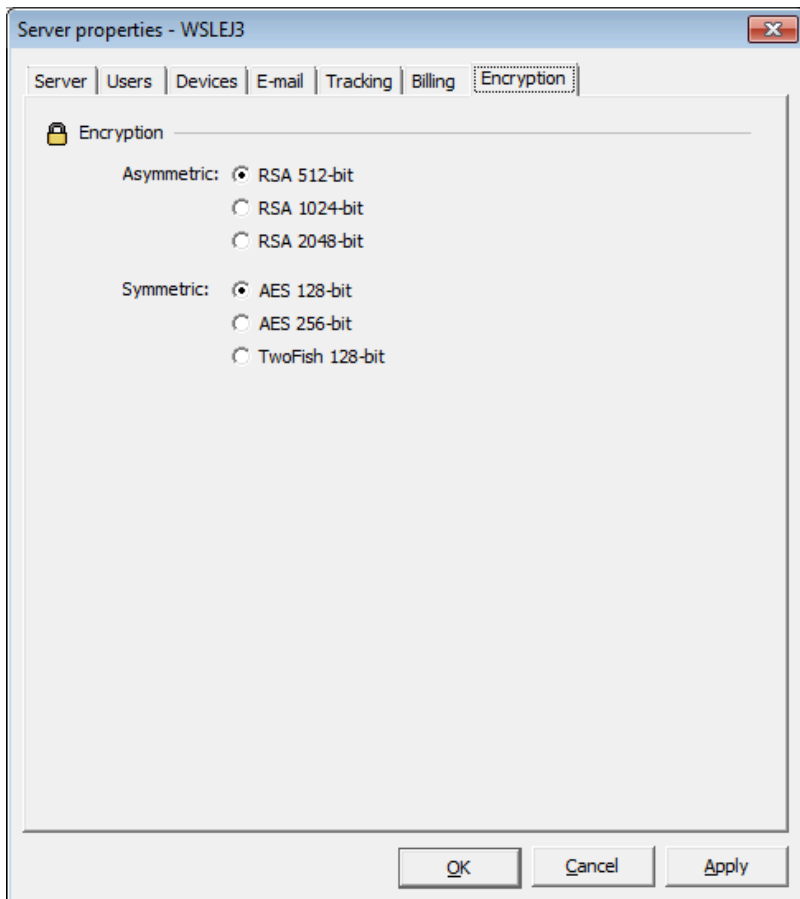 Server properties - WSLEJ3
Server Users Devices E-mail Tracking Billing Encryption
Encryption
Asymmetric: RSA 512-bit
RSA 1024-bit
RSA 2048-bit
Symmetric: AES 128-bit
AES 256-bit
TwoFish 128-bit
OK Cancel Apply